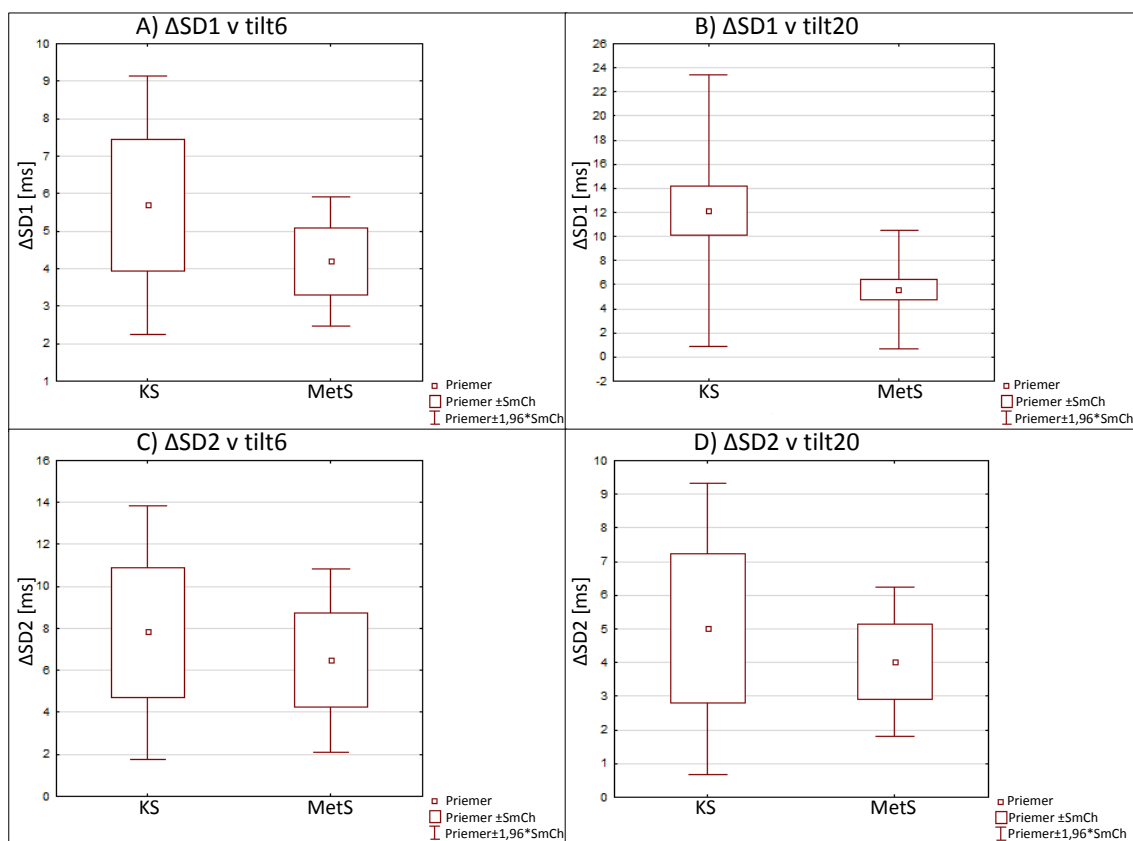 A) ΔSD1 v tilt6
10
9
8
7
6
5
4
3
2
1
ΔSD1 [ms]
KS
MetS
Priemer
Priemer ±SmCh
Priemer±1,96*SmCh
B) ΔSD1 v tilt20
26
24
22
20
18
16
14
12
10
8
6
4
2
0
-2
ΔSD1 [ms]
KS
MetS
Priemer
Priemer ±SmCh
Priemer±1,96*SmCh
C) ΔSD2 v tilt6
16
14
12
10
8
6
4
2
0
ΔSD2 [ms]
KS
MetS
Priemer
Priemer ±SmCh
Priemer±1,96*SmCh
D) ΔSD2 v tilt20
10
9
8
7
6
5
4
3
2
1
0
ΔSD2 [ms]
KS
MetS
Priemer
Priemer ±SmCh
Priemer±1,96*SmCh